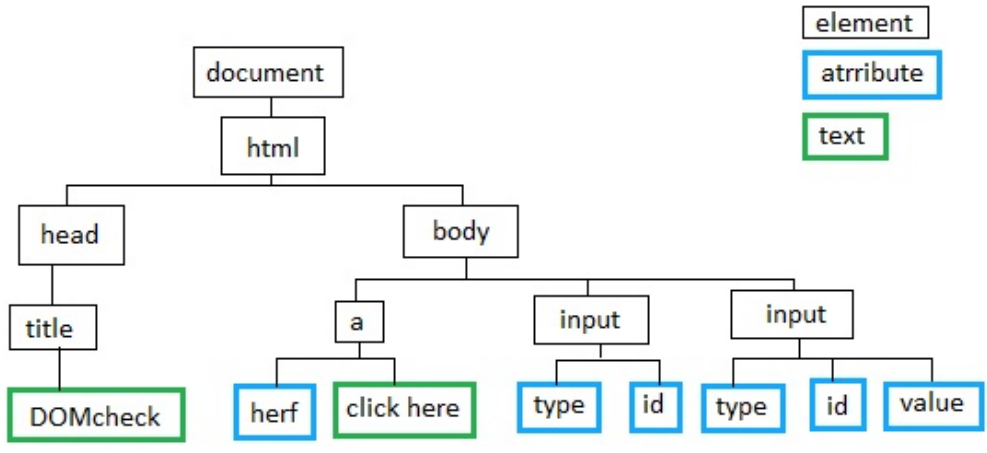 element
document
atrribute
text
html
head
body
title
a
input
input
DOMcheck
herf
click here
type
id
type
id
value